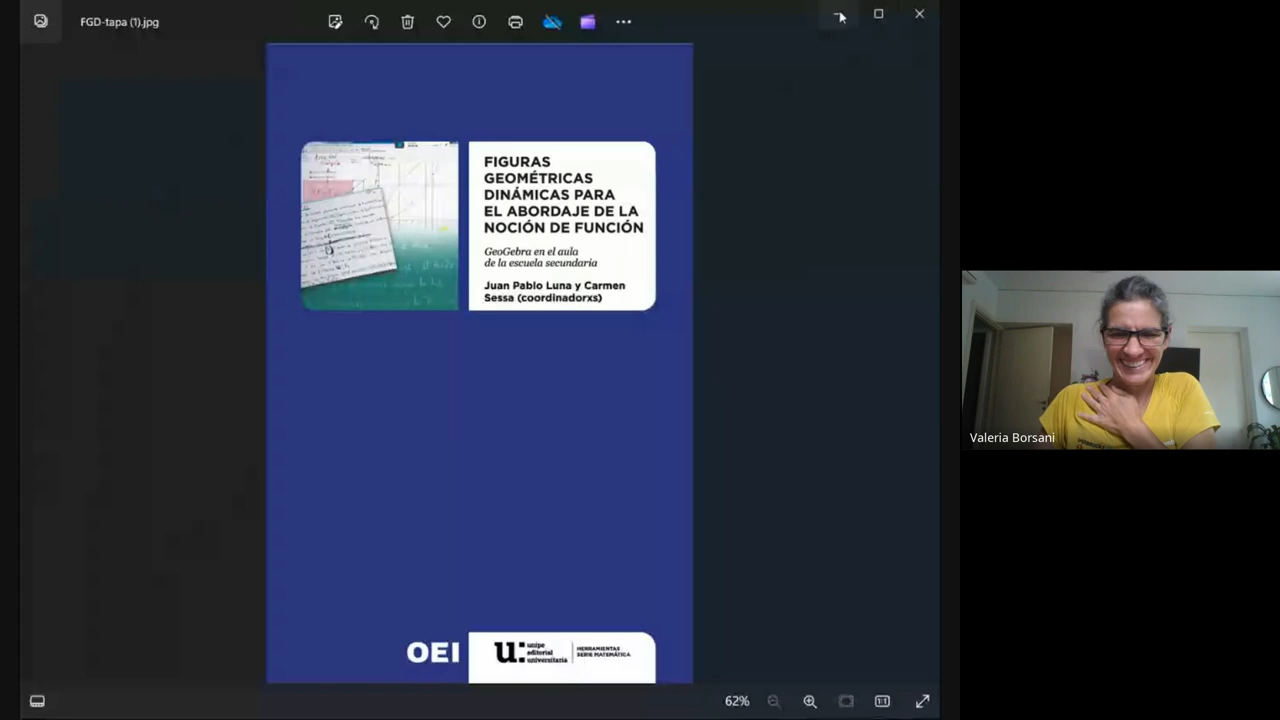 FGD-tapa (1).jpg
FIGURAS
GEOMÉTRICAS
DINÁMICAS PARA
EL ABORDAJE DE LA
NOCIÓN DE FUNCIÓN
GeoGebra en el aula
de la escuela secundaria
Juan Pablo Luna y Carmen
Sessa (coordinadorxs)
Valeria Borsani
OEI
u:
unipe
editorial
universitaria
HERRAMIENTAS
SERIE MATEMÁTICA
62%
1:1